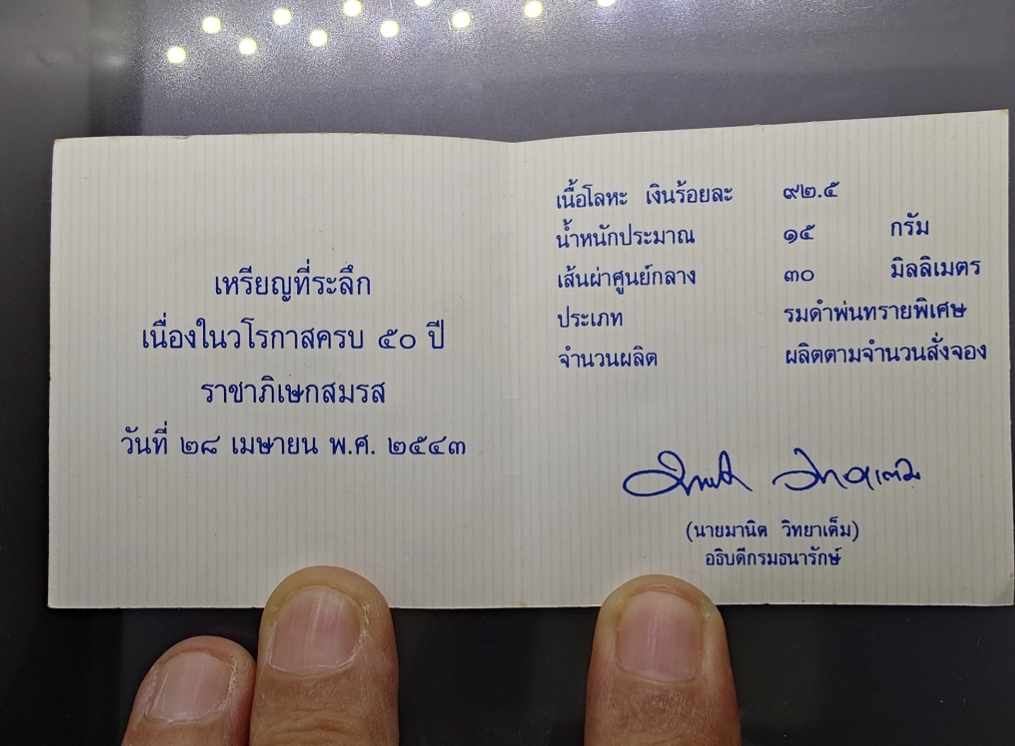 เหรียญที่ระลึก
เนื่องในวโรกาสครบ ๕๐ ปี
ราชาภิเษกสมรส
วันที่ ๒๘ เมษายน พ.ศ. ๒๕๔๓
เนื้อโลหะ เงินร้อยละ ๙๒.๕
น้ำหนักประมาณ ๑๕ กรัม
เส้นผ่าศูนย์กลาง ๓๐ มิลลิเมตร
ประเภท รมดำพ่นทรายพิเศษ
จำนวนผลิต ผลิตตามจำนวนสั่งจอง
(นายมานิต วิทยาเต็ม)
อธิบดีกรมธนารักษ์